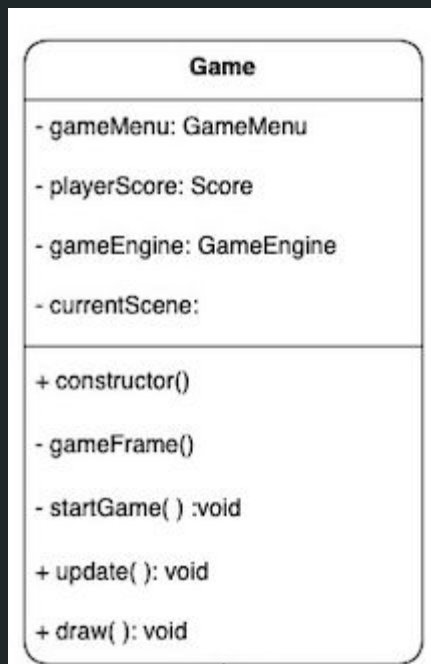 Game
- gameMenu: GameMenu
- playerScore: Score
- gameEngine: GameEngine
- currentScene:
+ constructor()
- gameFrame()
- startGame( ) :void
+ update( ): void
+ draw( ): void